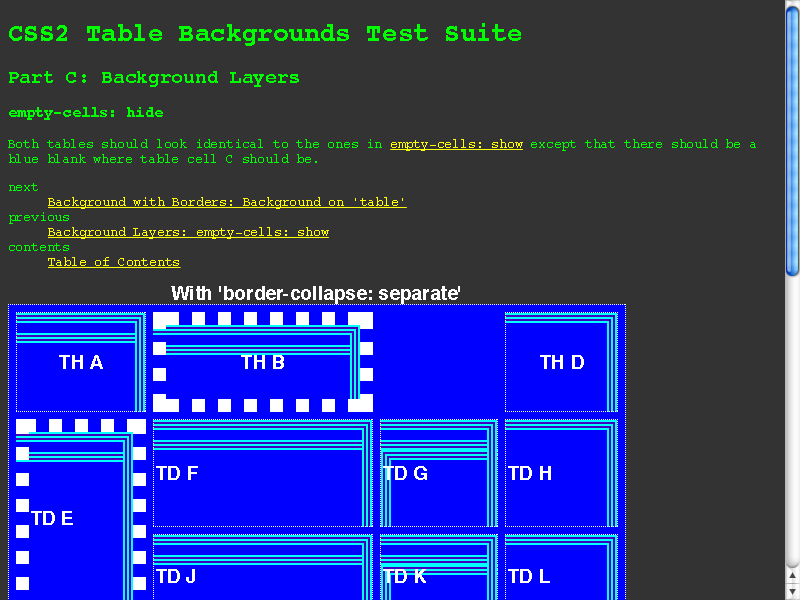 CSS2 Table Backgrounds Test Suite
Part C: Background Layers
empty-cells: hide
Both tables should look identical to the ones in empty-cells: show except that there should be a
blue blank where table cell C should be.
next
Background with Borders: Background on 'table'
previous
Background Layers: empty-cells: show
contents
Table of Contents
With 'border-collapse: separate'
TH A TH B TH D
TD F TD G TD H
TD E
TD J TD K TD L